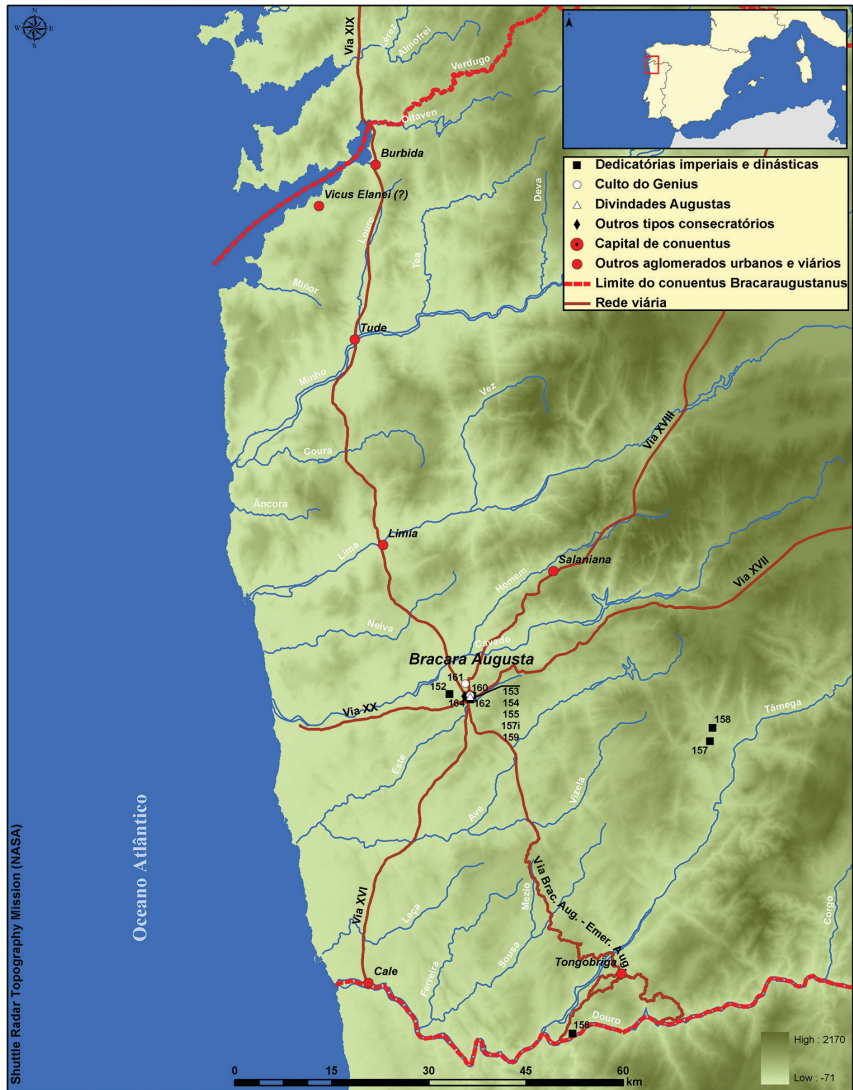 N
W
E
S
Via XIX
Lérez
Almofrei
Verdugo
Oitaven
Burbida
Vicus Elanei (?)
Louro
Tea
Deva
Minor
Tude
Minho
Vez
Coura
Âncora
Via XVIII
Limia
Lima
Salaniana
Homem
Via XVII
Neiva
Cávado
Bracara Augusta
161
160
152
164
162
153
154
155
157i
159
Via XX
Tâmega
158
157
Este
Ave
Vizela
Via Brac. Aug. - Emer. Aug
Mezio
Via XVI
Leça
Ferreira
Sousa
Corgo
Cale
Tongobriga
Douro
156
Oceano Atlântico
Shuttle Radar Topography Mission (NASA)
Dedicatórias imperiais e dinásticas
Culto do Genius
Divindades Augustas
Outros tipos consecratórios
Capital de conuentus
Outros aglomerados urbanos e viários
Limite do conuentus Bracaraugustanus
Rede viária
0 15 30 45 60
km
High : 2170
Low : -71